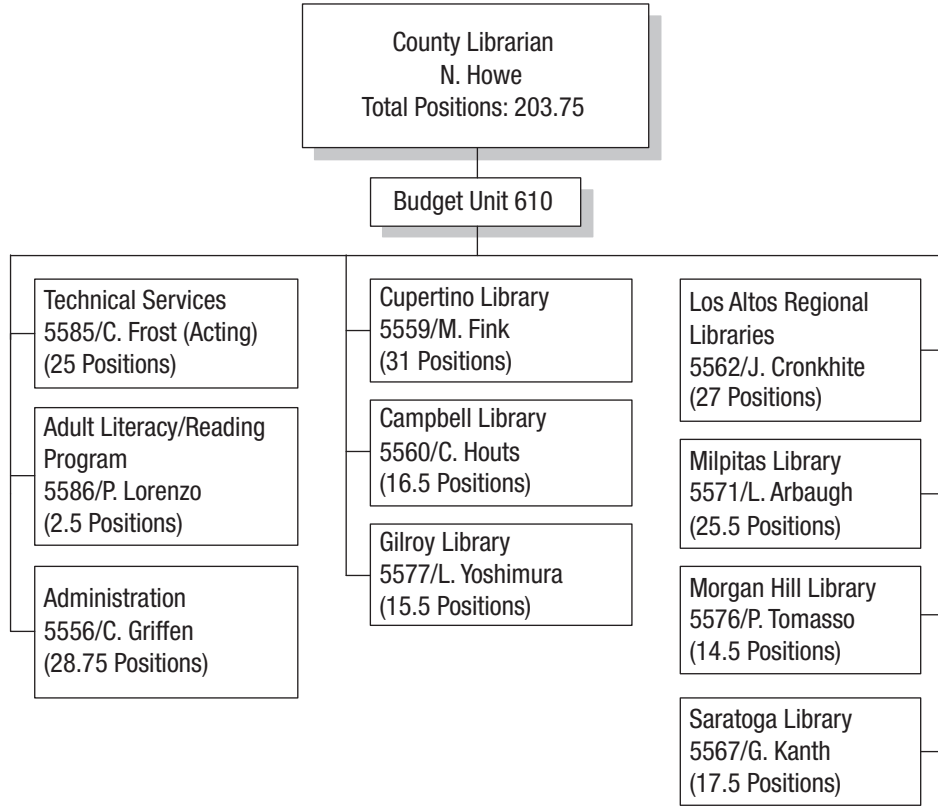 County Librarian
N. Howe
Total Positions: 203.75
Budget Unit 610
Technical Services
5585/C. Frost (Acting)
(25 Positions)
Adult Literacy/Reading
Program
5586/P. Lorenzo
(2.5 Positions)
Administration
5556/C. Griffen
(28.75 Positions)
Cupertino Library
5559/M. Fink
(31 Positions)
Campbell Library
5560/C. Houts
(16.5 Positions)
Gilroy Library
5577/L. Yoshimura
(15.5 Positions)
Los Altos Regional
Libraries
5562/J. Cronkhite
(27 Positions)
Milpitas Library
5571/L. Arbaugh
(25.5 Positions)
Morgan Hill Library
5576/P. Tomasso
(14.5 Positions)
Saratoga Library
5567/G. Kanth
(17.5 Positions)